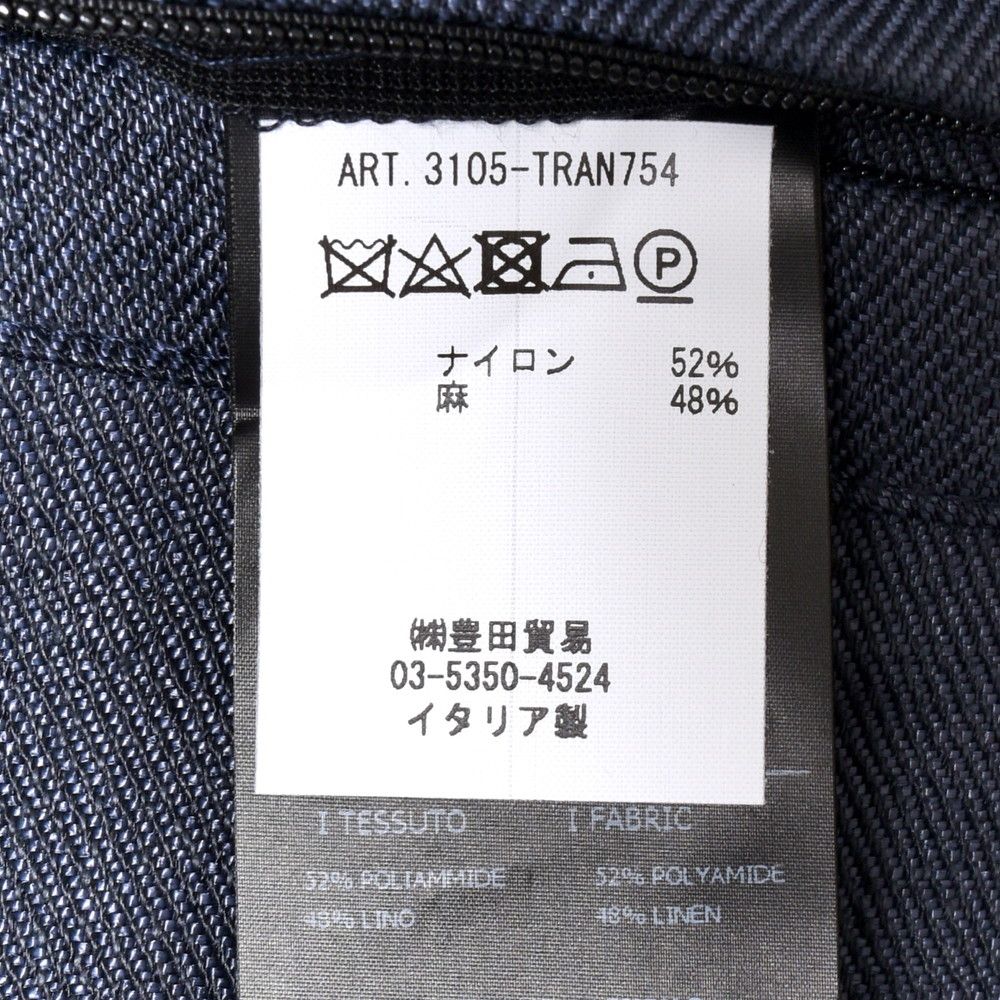 ART. 3105-TRAN754
P
ナイロン 52%
麻 48%
㈱豊田貿易
03-5350-4524
イタリア製
I TESSUTO I FABRIC
52% POLIAMMIDE 52% POLYAMIDE
48% LINO 48% LINEN